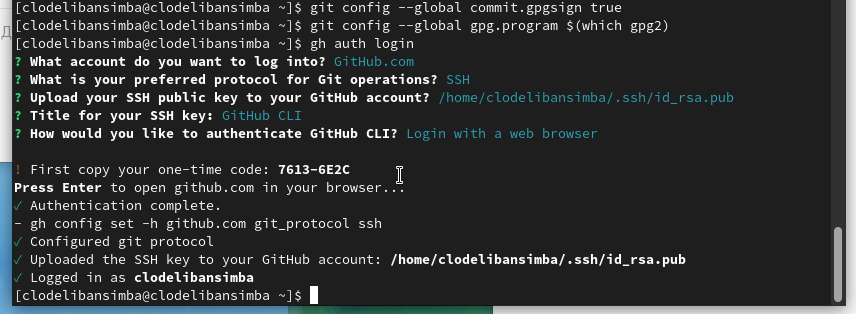 [clodelibansimba@clodelibansimba ~]$ git config --global commit.gpgsign true
[clodelibansimba@clodelibansimba ~]$ git config --global gpg.program $(which gpg2)
[clodelibansimba@clodelibansimba ~]$ gh auth login
? What account do you want to log into? GitHub.com
? What is your preferred protocol for Git operations? SSH
? Upload your SSH public key to your GitHub account? /home/clodelibansimba/.ssh/id_rsa.pub
? Title for your SSH key: GitHub CLI
? How would you like to authenticate GitHub CLI? Login with a web browser
! First copy your one-time code: 7613-6E2C
Press Enter to open github.com in your browser...
✓ Authentication complete.
- gh config set -h github.com git_protocol ssh
✓ Configured git protocol
✓ Uploaded the SSH key to your GitHub account: /home/clodelibansimba/.ssh/id_rsa.pub
✓ Logged in as clodelibansimba
[clodelibansimba@clodelibansimba ~]$